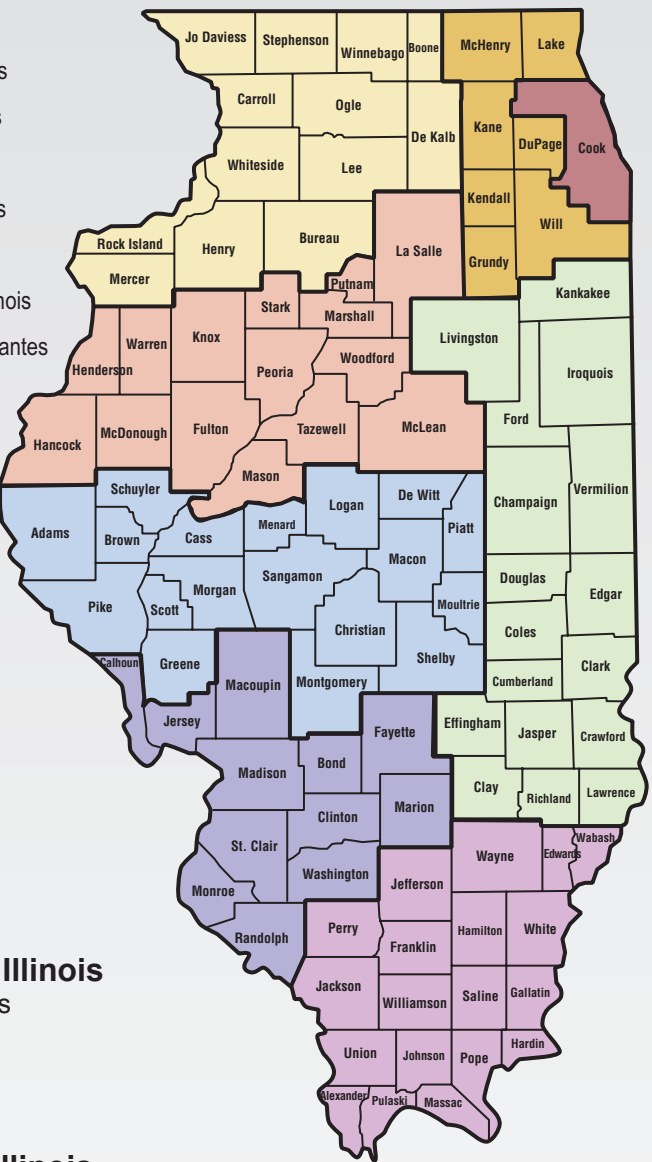 Jo Daviess
Stephenson
Winnebago
Boone
McHenry
Lake
s
Carroll
Ogle
De Kalb
Kane
DuPage
Cook
s
Whiteside
Lee
Kendall
s
Will
Rock Island
Henry
Bureau
La Salle
Grundy
Mercer
Putnam
Kankakee
nois
Stark
Marshall
Livingston
antes
Warren
Knox
Woodford
Henderson
Peoria
Iroquois
Hancock
McDonough
Fulton
Tazewell
McLean
Ford
Mason
Schuyler
Logan
De Witt
Vermilion
Adams
Brown
Cass
Menard
Piatt
Champaign
Macon
Sangamon
Douglas
Pike
Scott
Morgan
Moultrie
Edgar
Christian
Coles
Calhoun
Greene
Shelby
Clark
Macoupin
Montgomery
Cumberland
Jersey
Fayette
Effingham
Jasper
Crawford
Madison
Bond
Clay
Richland
Lawrence
Clinton
Marion
St. Clair
Wabash
Edwards
Wayne
Washington
Jefferson
Monroe
Randolph
Perry
Hamilton
White
Franklin
Illinois
Jackson
Saline
Gallatin
s
Williamson
Hardin
Union
Johnson
Pope
Alexander
Pulaski
Massac